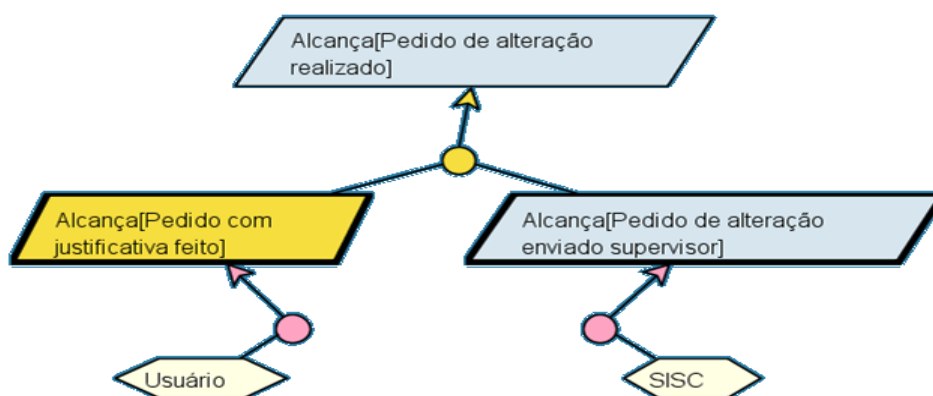 Alcança[Pedido de alteração
realizado]
Alcança[Pedido com
justificativa feito]
Alcança[Pedido de alteração
enviado supervisor]
Usuário
SISC